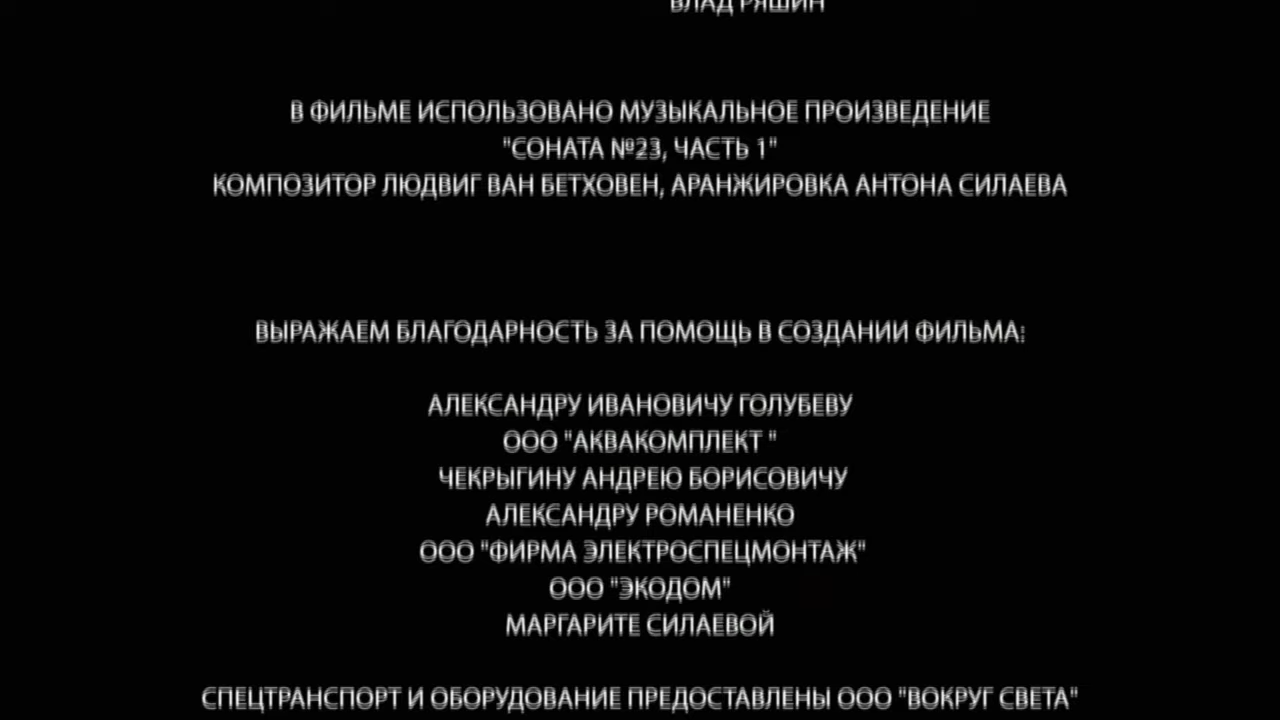 ВЛАД РЯШИН
В ФИЛЬМЕ ИСПОЛЬЗОВАНО МУЗЫКАЛЬНОЕ ПРОИЗВЕДЕНИЕ
"СОНАТА №23, ЧАСТЬ 1"
КОМПОЗИТОР ЛЮДВИГ ВАН БЕТХОВЕН, АРАНЖИРОВКА АНТОНА СИЛАЕВА
ВЫРАЖАЕМ БЛАГОДАРНОСТЬ ЗА ПОМОЩЬ В СОЗДАНИИ ФИЛЬМА:
АЛЕКСАНДРУ ИВАНОВИЧУ ГОЛУБЕВУ
ООО "АКВАКОМПЛЕКТ "
ЧЕКРЫГИНУ АНДРЕЮ БОРИСОВИЧУ
АЛЕКСАНДРУ РОМАНЕНКО
ООО "ФИРМА ЭЛЕКТРОСПЕЦМОНТАЖ"
ООО "ЭКОДОМ"
МАРГАРИТЕ СИЛАЕВОЙ
СПЕЦТРАНСПОРТ И ОБОРУДОВАНИЕ ПРЕДОСТАВЛЕНЫ ООО "ВОКРУГ СВЕТА"